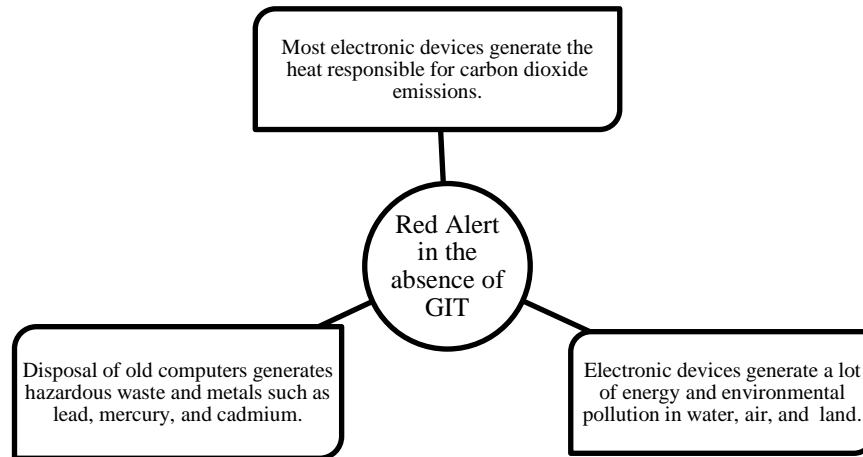 Most electronic devices generate the
heat responsible for carbon dioxide
emissions.
Red Alert
in the
absence of
GIT
Disposal of old computers generates
hazardous waste and metals such as
lead, mercury, and cadmium.
Electronic devices generate a lot
of energy and environmental
pollution in water, air, and land.